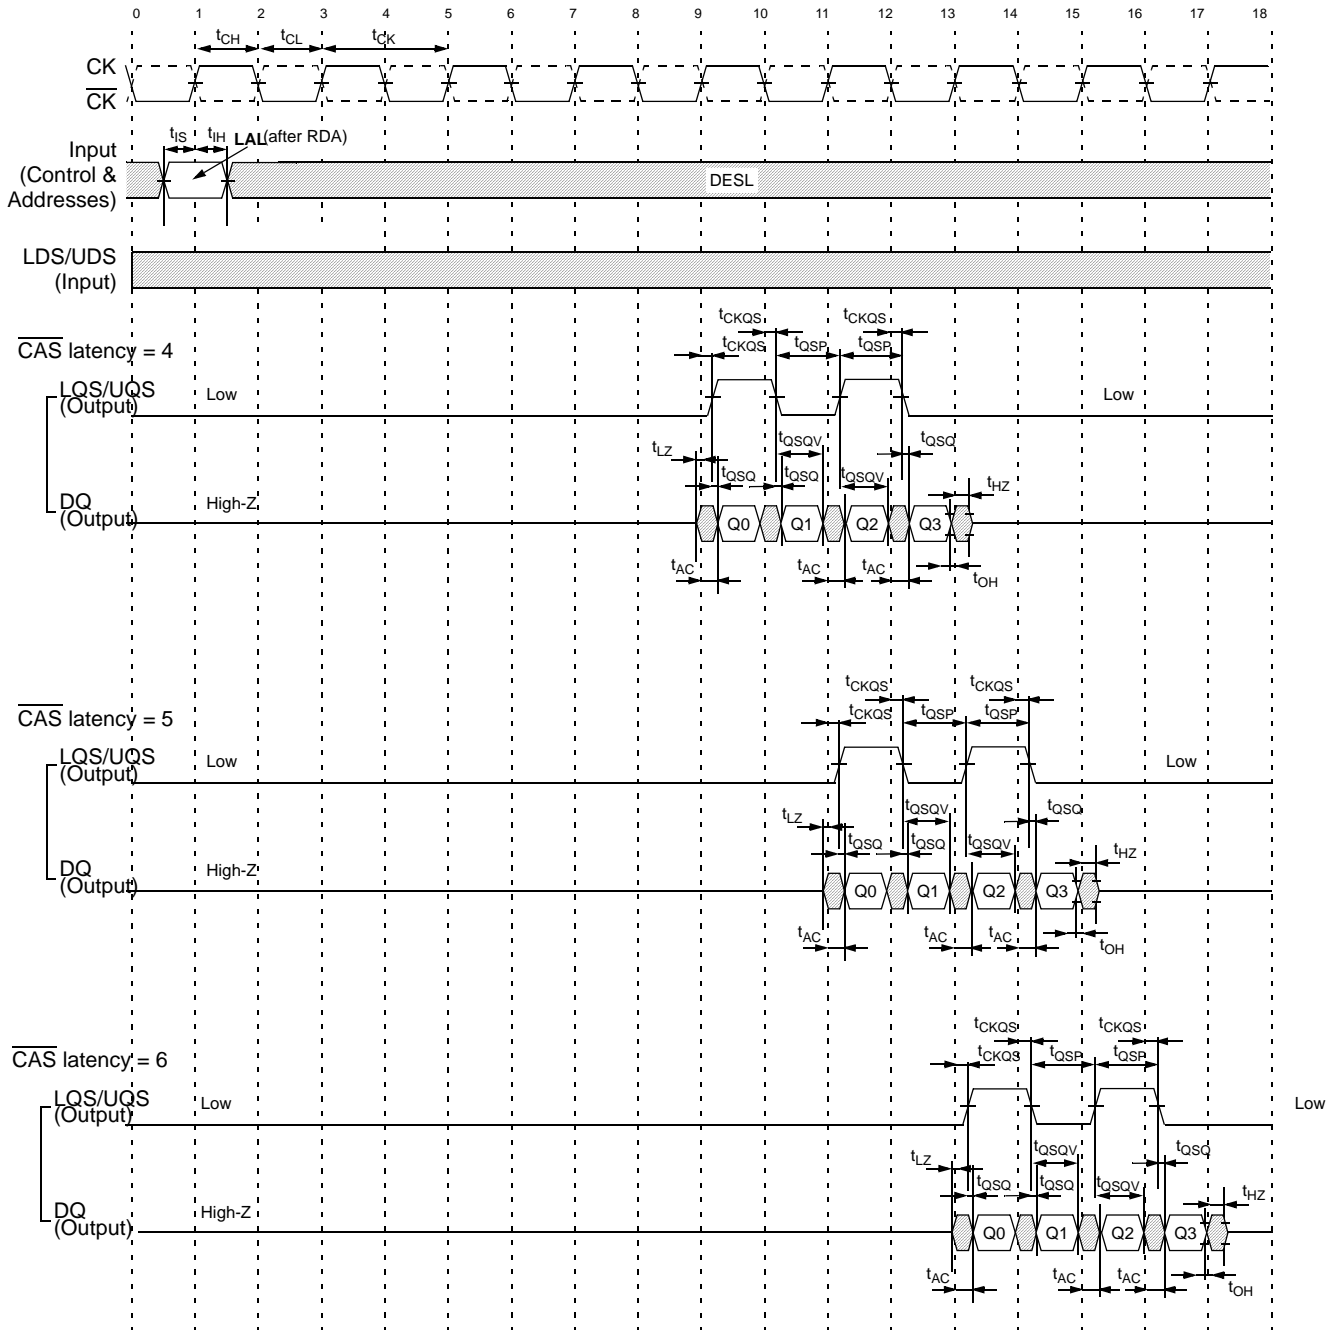 0 1 2 3 4 5 6 7 8 9 10 11 12 13 14 15 16 17 18
tCH tCL tCK
CK
CK
tIS tIH LAL(after RDA)
Input
(Control &
Addresses)
DESL
LDS/UDS
(Input)
tCKQS tCKQS
CAS latency = 4
tCKQS tQSP tQSP
LQS/UQS
(Output)
Low Low
tLZ tQSQV tQSQ
tQSQ tQSQ tQSQV tHZ
DQ
(Output)
High-Z
Q0 Q1 Q2 Q3
tAC tAC tAC tOH
tCKQS tCKQS
CAS latency = 5
tCKQS tQSP tQSP
LQS/UQS
(Output)
Low Low
tLZ tQSQV tQSQ
tQSQ tQSQ tQSQV tHZ
DQ
(Output)
High-Z
Q0 Q1 Q2 Q3
tAC tAC tAC tOH
tCKQS tCKQS
CAS latency = 6
tCKQS tQSP tQSP
LQS/UQS
(Output)
Low Low
tLZ tQSQV tQSQ
tQSQ tQSQ tQSQV tHZ
DQ
(Output)
High-Z
Q0 Q1 Q2 Q3
tAC tAC tAC tOH